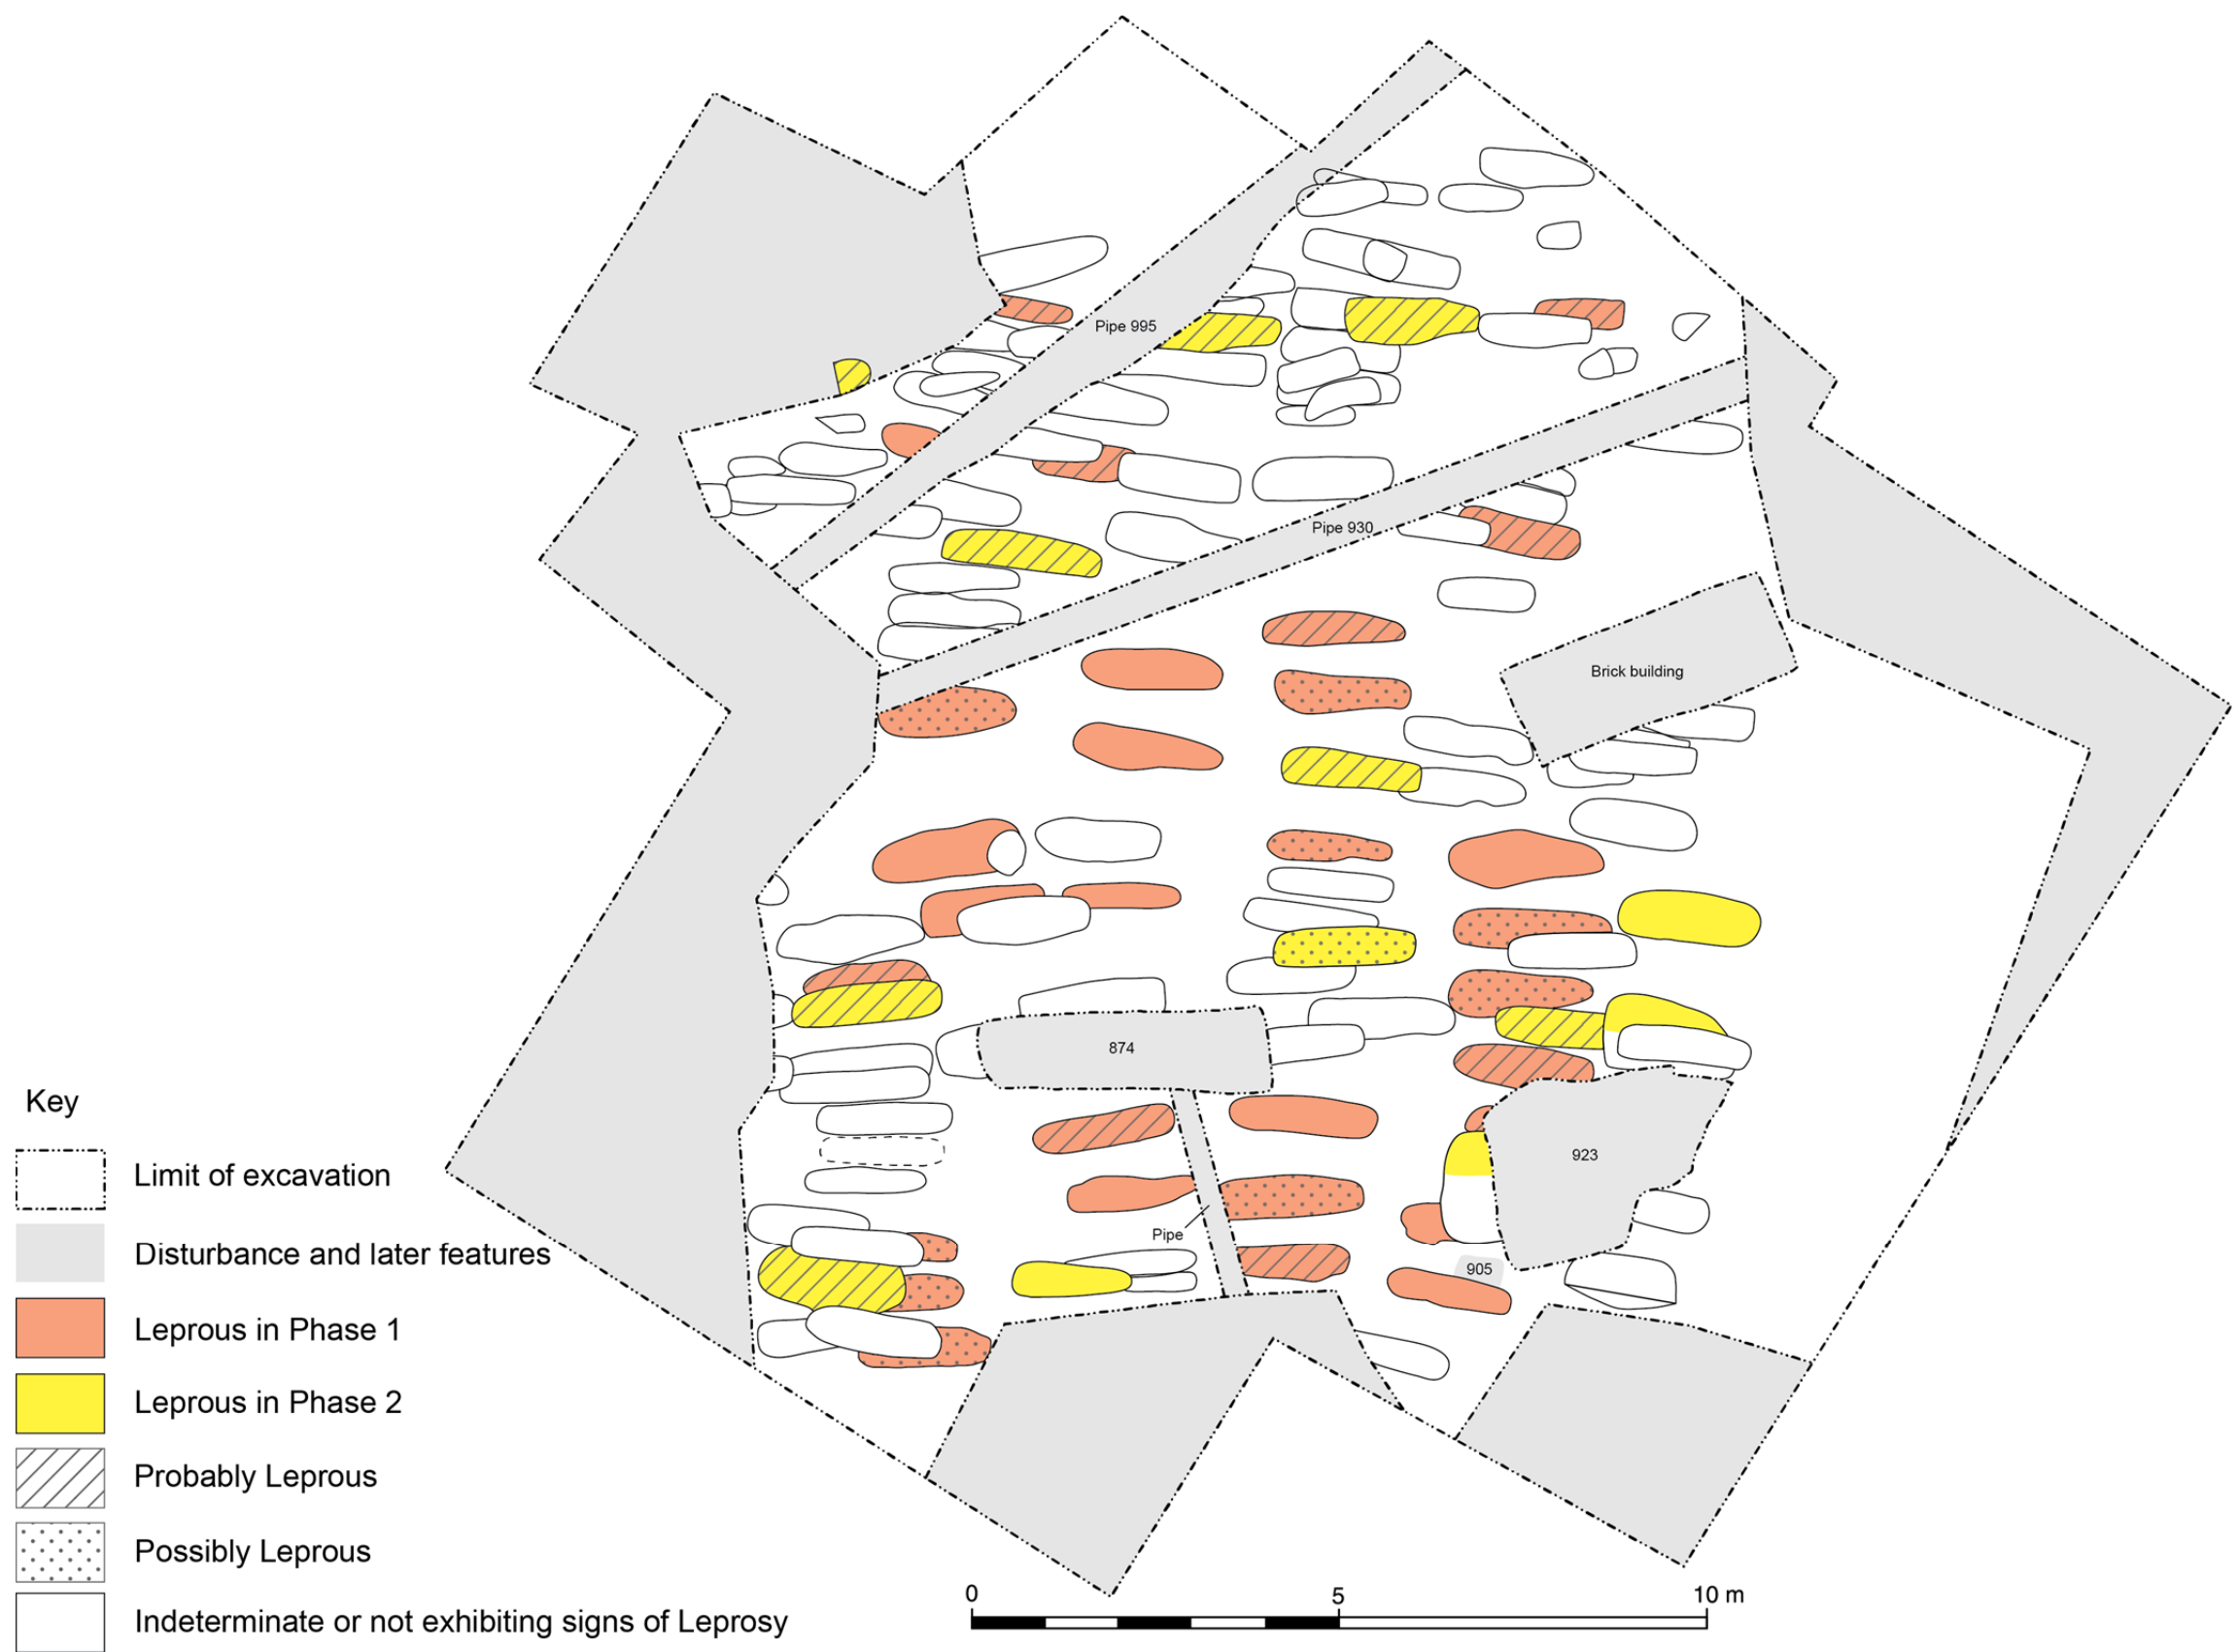 Pipe 995
Pipe 930
Brick building
874
923
Pipe
905
Key
Limit of excavation
Disturbance and later features
Leprous in Phase 1
Leprous in Phase 2
Probably Leprous
Possibly Leprous
Indeterminate or not exhibiting signs of Leprosy
0 5 10 m